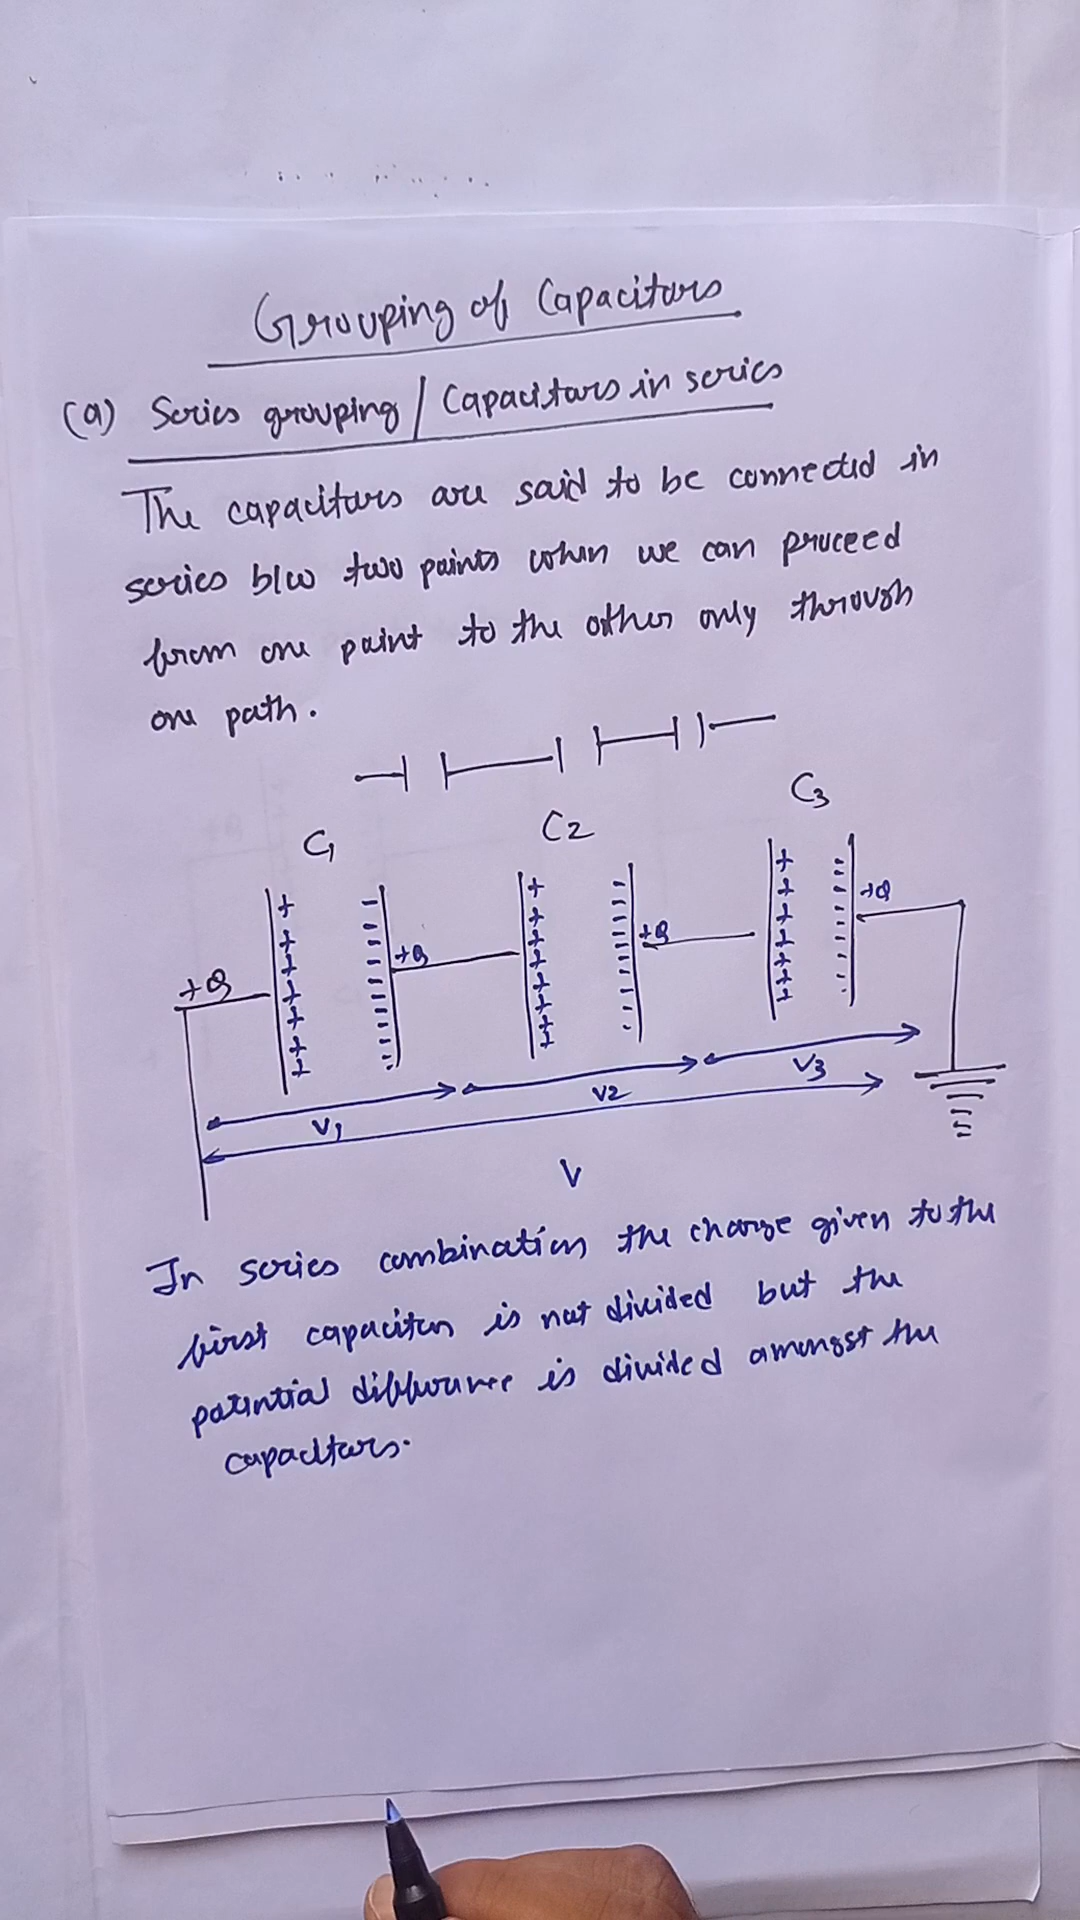 Grouping of Capacitors
(a) Series grouping / Capacitors in series
The capacitors are said to be connected in
series b/w two points when we can proceed
from one point to the other only through
one path.
C1 C2 C3
+Q +Q +Q +Q
V1 V2 V3
V
In series combination the charge given to the
first capacitor is not divided but the
potential difference is divided amongst the
capacitors.